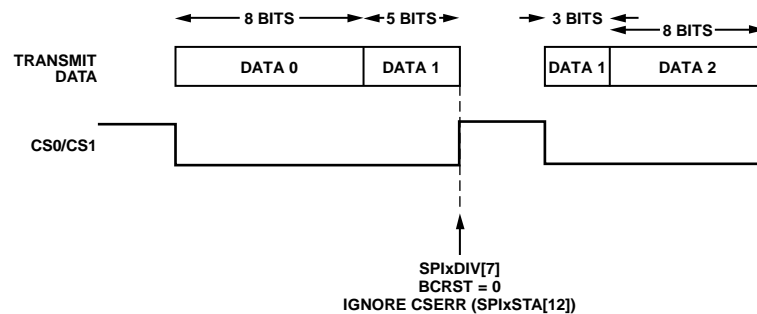 8 BITS
5 BITS
3 BITS
8 BITS
TRANSMIT
DATA
DATA 0
DATA 1
DATA 1
DATA 2
CS0/CS1
SPIxDIV[7]
BCRST = 0
IGNORE CSERR (SPIxSTA[12])